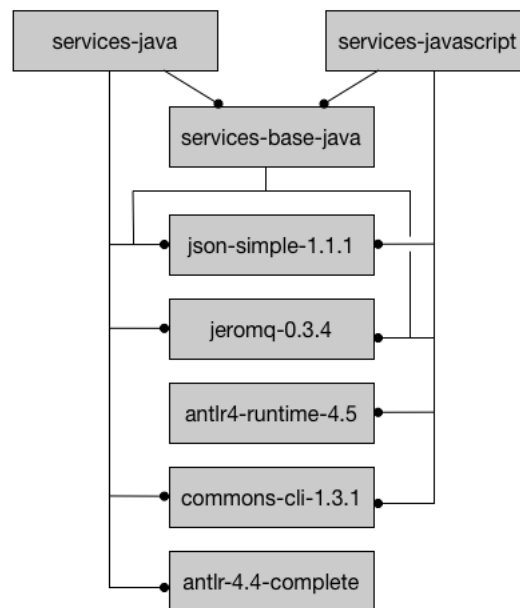 services-java
services-javascript
services-base-java
json-simple-1.1.1
jeromq-0.3.4
antlr4-runtime-4.5
commons-cli-1.3.1
antlr-4.4-complete